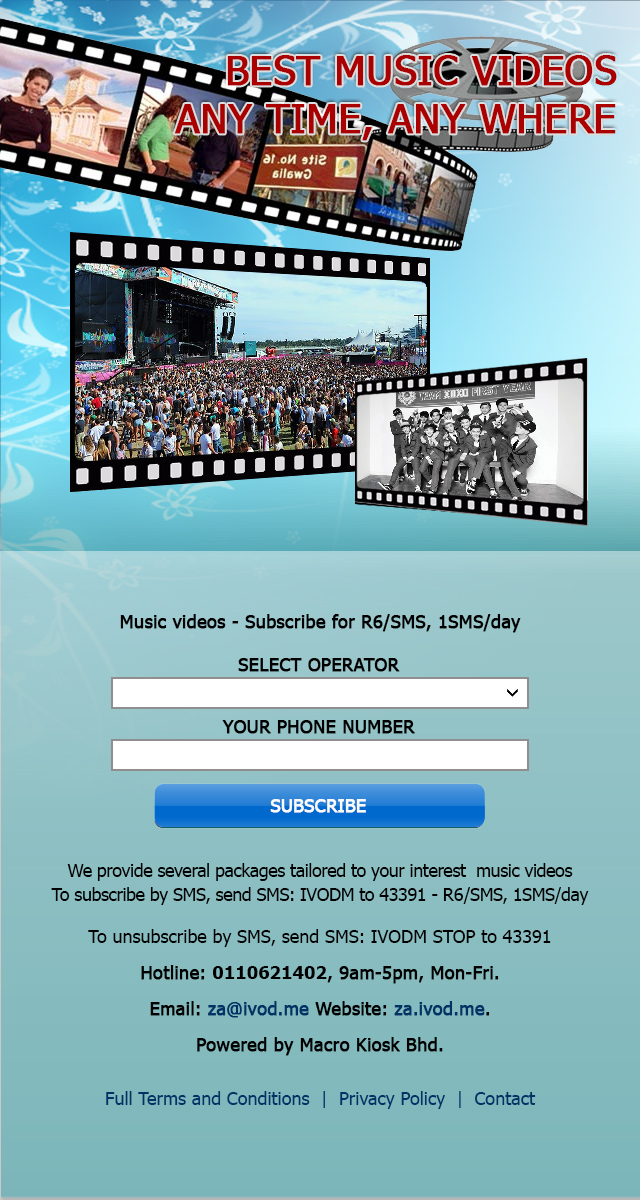 BEST MUSIC VIDEOS
ANY TIME, ANY WHERE
Site No.16
Gwalia
FIRST YEAR
Music videos - Subscribe for R6/SMS, 1SMS/day
SELECT OPERATOR
YOUR PHONE NUMBER
SUBSCRIBE
We provide several packages tailored to your interest  music videos
To subscribe by SMS, send SMS: IVODM to 43391 - R6/SMS, 1SMS/day
To unsubscribe by SMS, send SMS: IVODM STOP to 43391
Hotline: 0110621402, 9am-5pm, Mon-Fri.
Email: za@ivod.me Website: za.ivod.me.
Powered by Macro Kiosk Bhd.
Full Terms and Conditions | Privacy Policy | Contact